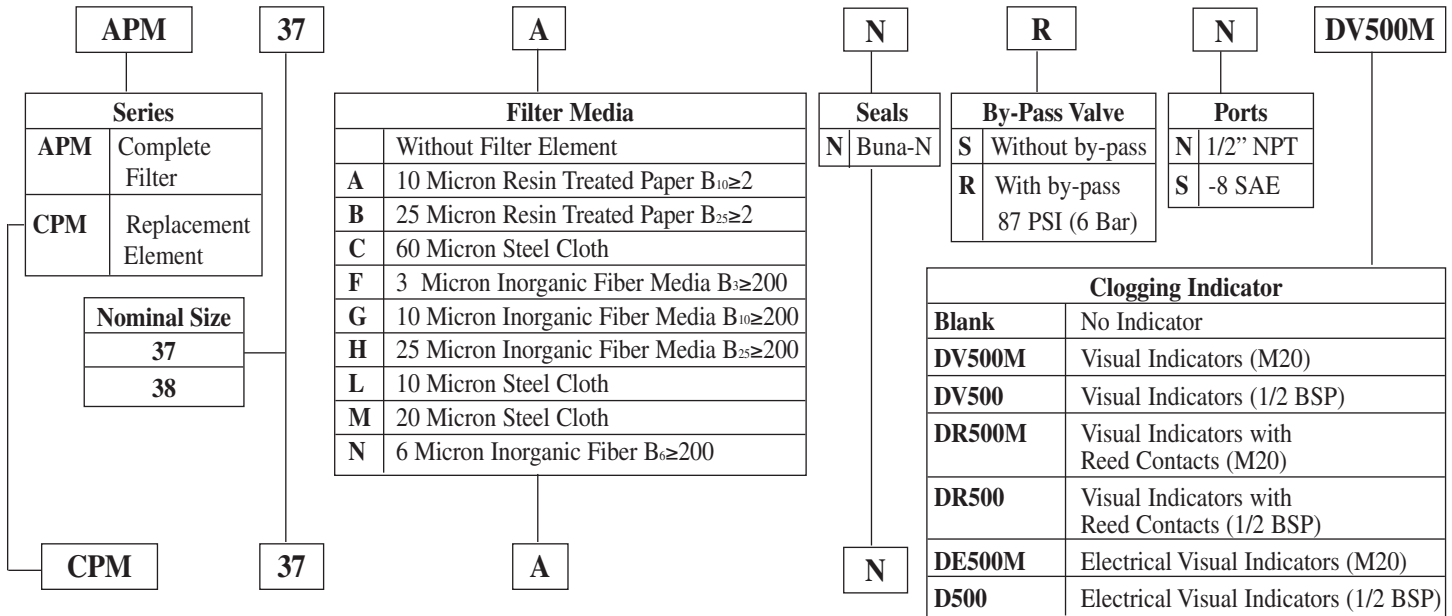 APM 37 A N R N DV500M
Series
APM Complete
Filter
CPM Replacement
Element
Nominal Size
37
38
Filter Media
Without Filter Element
A 10 Micron Resin Treated Paper B10≥2
B 25 Micron Resin Treated Paper B25≥2
C 60 Micron Steel Cloth
F 3 Micron Inorganic Fiber Media B3≥200
G 10 Micron Inorganic Fiber Media B10≥200
H 25 Micron Inorganic Fiber Media B25≥200
L 10 Micron Steel Cloth
M 20 Micron Steel Cloth
N 6 Micron Inorganic Fiber B6≥200
Seals
N Buna-N
By-Pass Valve
S Without by-pass
R With by-pass
87 PSI (6 Bar)
Ports
N 1/2” NPT
S -8 SAE
Clogging Indicator
Blank No Indicator
DV500M Visual Indicators (M20)
DV500 Visual Indicators (1/2 BSP)
DR500M Visual Indicators with
Reed Contacts (M20)
DR500 Visual Indicators with
Reed Contacts (1/2 BSP)
DE500M Electrical Visual Indicators (M20)
D500 Electrical Visual Indicators (1/2 BSP)
CPM 37 A N